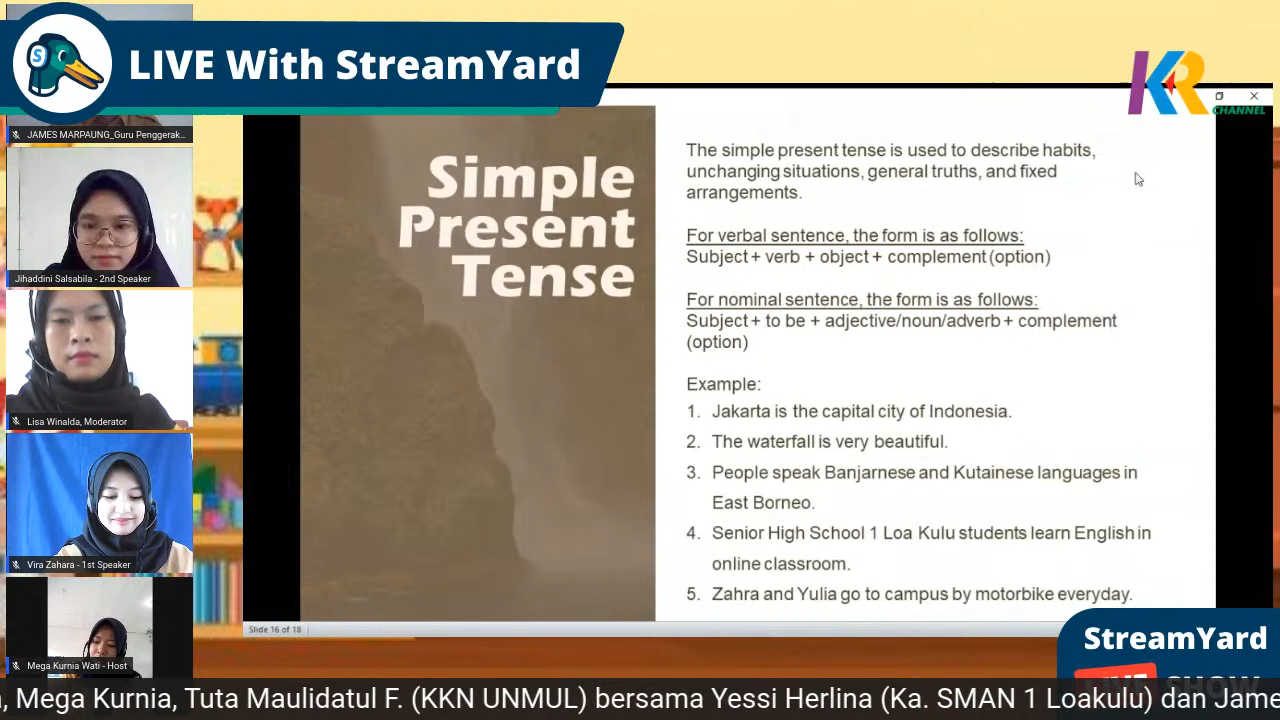 LIVE With StreamYard
S
KR
CHANNEL
JAMES MARPAUNG_Guru Penggerak...
Jihaddini Salsabila - 2nd Speaker
Lisa Winalda, Moderator
Vira Zahara - 1st Speaker
Mega Kurnia Wati - Host
Simple
Present
Tense
The simple present tense is used to describe habits,
unchanging situations, general truths, and fixed
arrangements.
For verbal sentence, the form is as follows:
Subject + verb + object + complement (option)
For nominal sentence, the form is as follows:
Subject + to be + adjective/noun/adverb + complement
(option)
Example:
1. Jakarta is the capital city of Indonesia.
2. The waterfall is very beautiful.
3. People speak Banjarnese and Kutainese languages in
East Borneo.
4. Senior High School 1 Loa Kulu students learn English in
online classroom.
5. Zahra and Yulia go to campus by motorbike everyday.
Slide 16 of 18
StreamYard
LIVE SHOW
, Mega Kurnia, Tuta Maulidatul F. (KKN UNMUL) bersama Yessi Herlina (Ka. SMAN 1 Loakulu) dan Jame